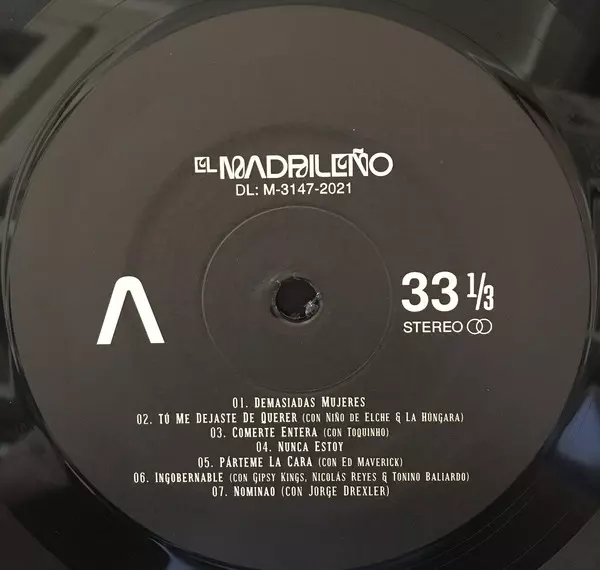 EL MADRILEÑO
DL: M-3147-2021
A
33 1/3
STEREO
01. DEMASIADAS MUJERES
02. TÚ ME DEJASTE DE QUERER (CON NIÑO DE ELCHE & LA HÚNGARA)
03. COMERTE ENTERA (CON TOQUINHO)
04. NUNCA ESTOY
05. PÁRTEME LA CARA (CON ED MAVERICK)
06. INGOBERNABLE (CON GIPSY KINGS, NICOLÁS REYES & TONINO BALIARDO)
07. NOMINAO (CON JORGE DREXLER)